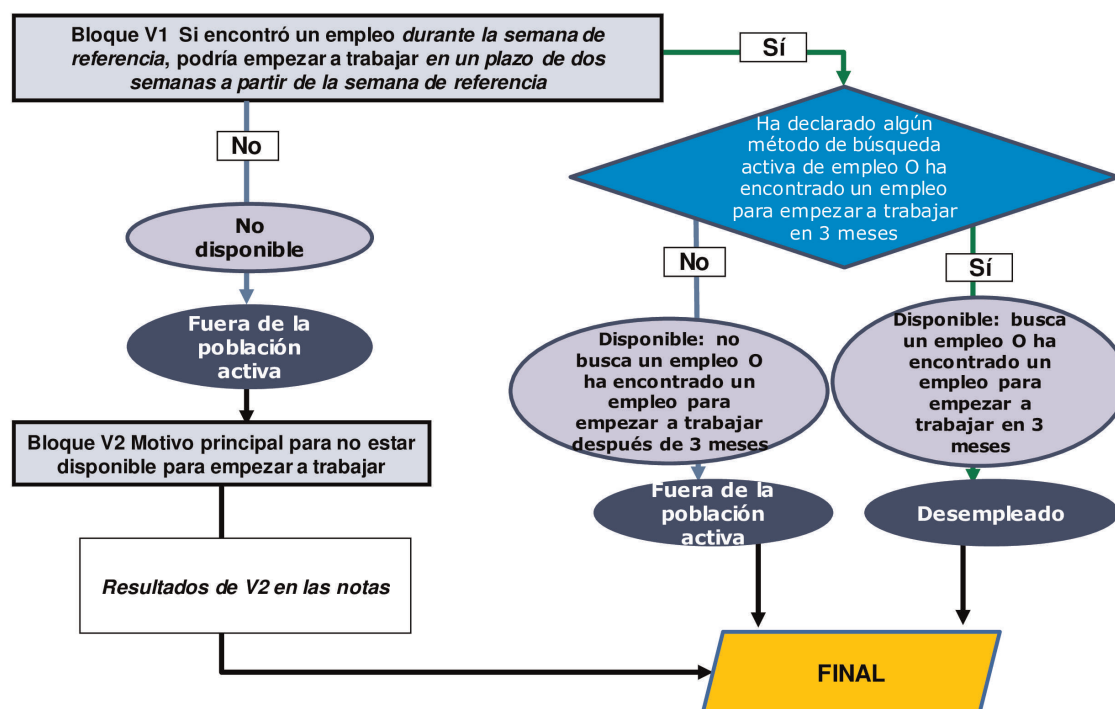 Bloque V1 Si encontró un empleo durante la semana de
referencia, podría empezar a trabajar en un plazo de dos
semanas a partir de la semana de referencia
Sí
Ha declarado algún
método de búsqueda
activa de empleo O ha
encontrado un empleo
para empezar a trabajar
en 3 meses
No
No
disponible
No
Sí
Fuera de la
población
activa
Disponible: no
busca un empleo O
ha encontrado un
empleo para
empezar a trabajar
después de 3 meses
Disponible: busca
un empleo O ha
encontrado un
empleo para
empezar a
trabajar en 3
meses
Bloque V2 Motivo principal para no estar
disponible para empezar a trabajar
Fuera de la
población
activa
Desempleado
Resultados de V2 en las notas
FINAL